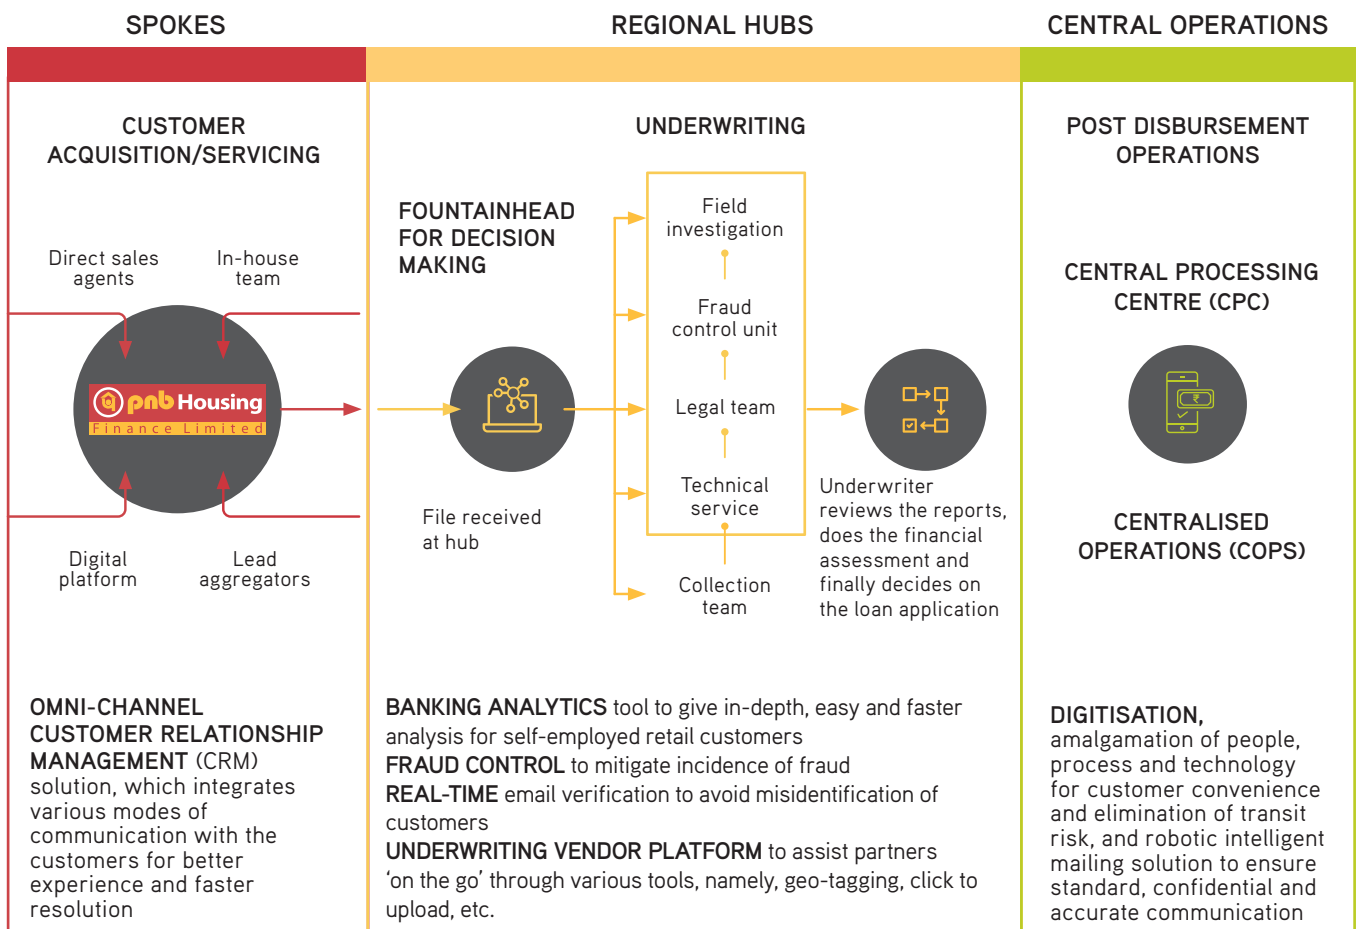 SPOKES
REGIONAL HUBS
CENTRAL OPERATIONS
CUSTOMER
ACQUISITION/SERVICING
Direct sales
agents
In-house
team
pnb Housing
Finance Limited
Digital
platform
Lead
aggregators
OMNI-CHANNEL
CUSTOMER RELATIONSHIP
MANAGEMENT (CRM)
solution, which integrates
various modes of
communication with the
customers for better
experience and faster
resolution
UNDERWRITING
FOUNTAINHEAD
FOR DECISION
MAKING
File received
at hub
Field
investigation
Fraud
control unit
Legal team
Technical
service
Collection
team
Underwriter
reviews the reports,
does the financial
assessment and
finally decides on
the loan application
BANKING ANALYTICS tool to give in-depth, easy and faster
analysis for self-employed retail customers
FRAUD CONTROL to mitigate incidence of fraud
REAL-TIME email verification to avoid misidentification of
customers
UNDERWRITING VENDOR PLATFORM to assist partners
‘on the go’ through various tools, namely, geo-tagging, click to
upload, etc.
POST DISBURSEMENT
OPERATIONS
CENTRAL PROCESSING
CENTRE (CPC)
₹
CENTRALISED
OPERATIONS (COPS)
DIGITISATION,
amalgamation of people,
process and technology
for customer convenience
and elimination of transit
risk, and robotic intelligent
mailing solution to ensure
standard, confidential and
accurate communication